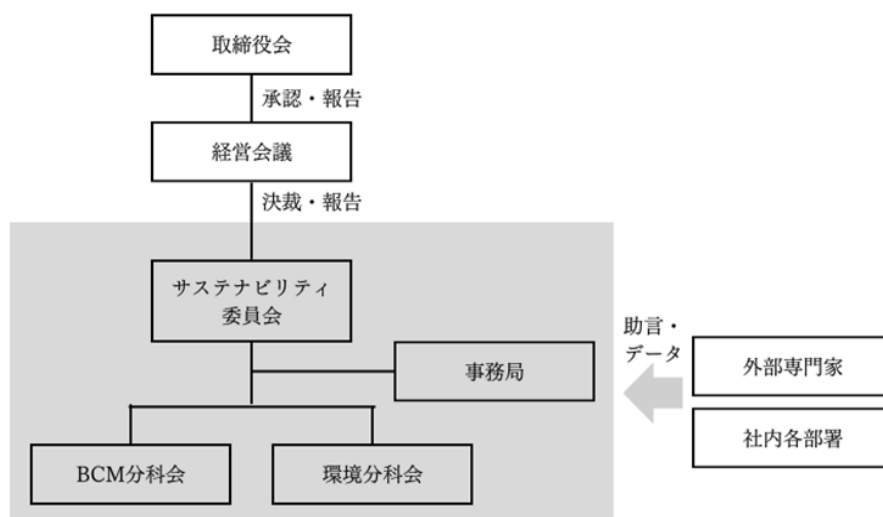 取締役会
承認・報告
経営会議
決裁・報告
サステナビリティ
委員会
事務局
BCM分科会
環境分科会
助言・
データ
外部専門家
社内各部署